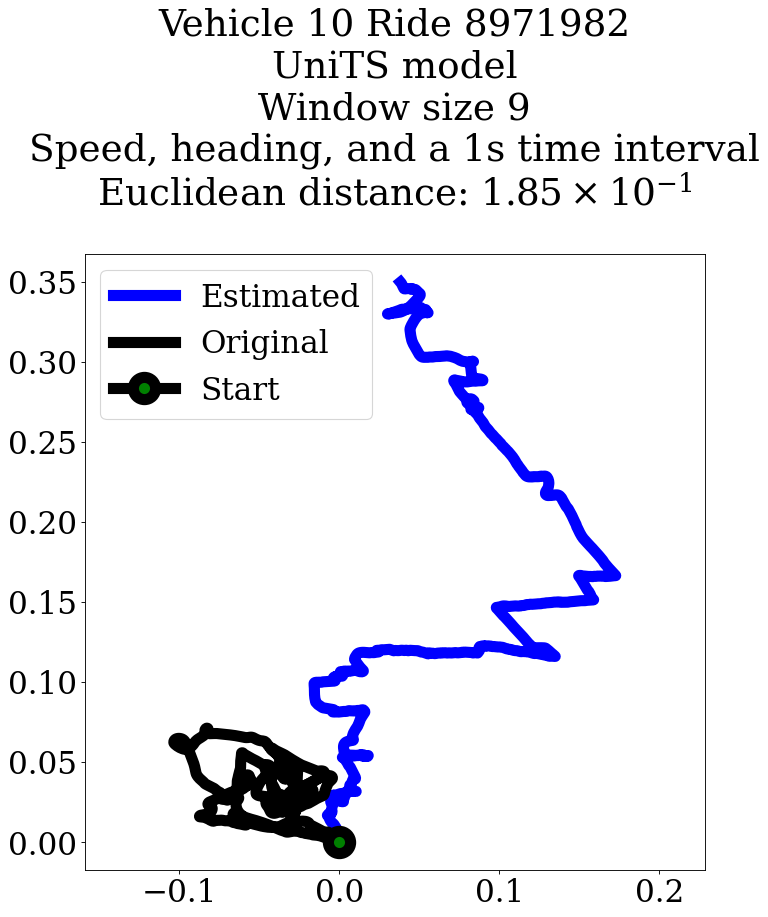 Vehicle 10 Ride 8971982
UniTS model
Window size 9
Speed, heading, and a 1s time interval
Euclidean distance: 1.85 × 10⁻¹
Estimated
Original
Start
0.35
0.30
0.25
0.20
0.15
0.10
0.05
0.00
−0.1 0.0 0.1 0.2